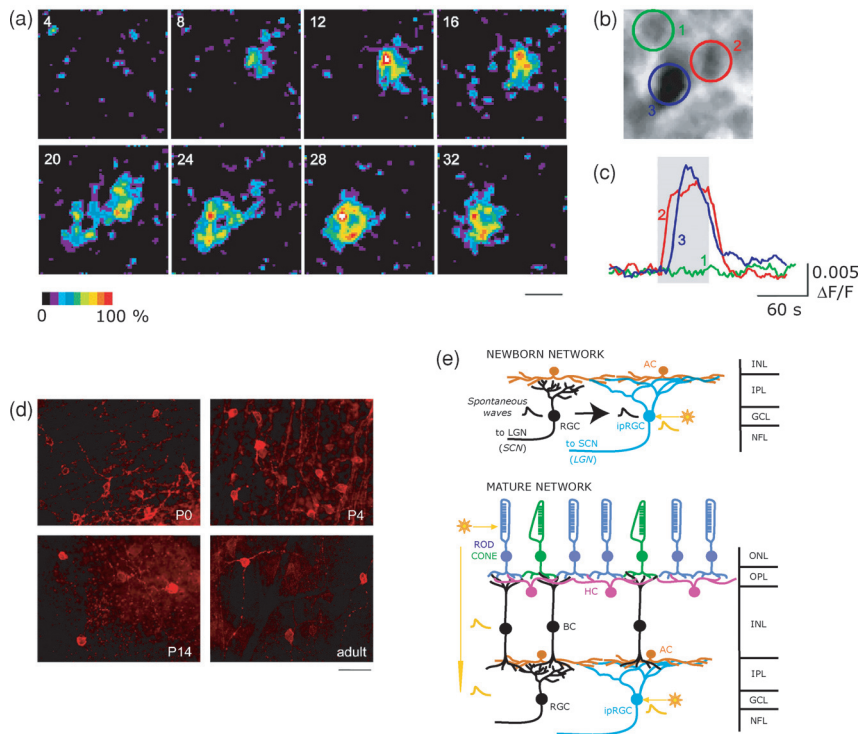 (a)
4
8
12
16
20
24
28
32
0 100 %
(b)
1
2
3
(c)
2
3
1
0.005
ΔF/F
60 s
(d)
P0
P4
P14
adult
(e)
NEWBORN NETWORK
AC
INL
IPL
Spontaneous
waves
RGC
ipRGC
GCL
to LGN
(SCN)
to SCN
(LGN)
NFL
MATURE NETWORK
ROD
CONE
ONL
OPL
HC
BC
INL
AC
IPL
RGC
ipRGC
GCL
NFL